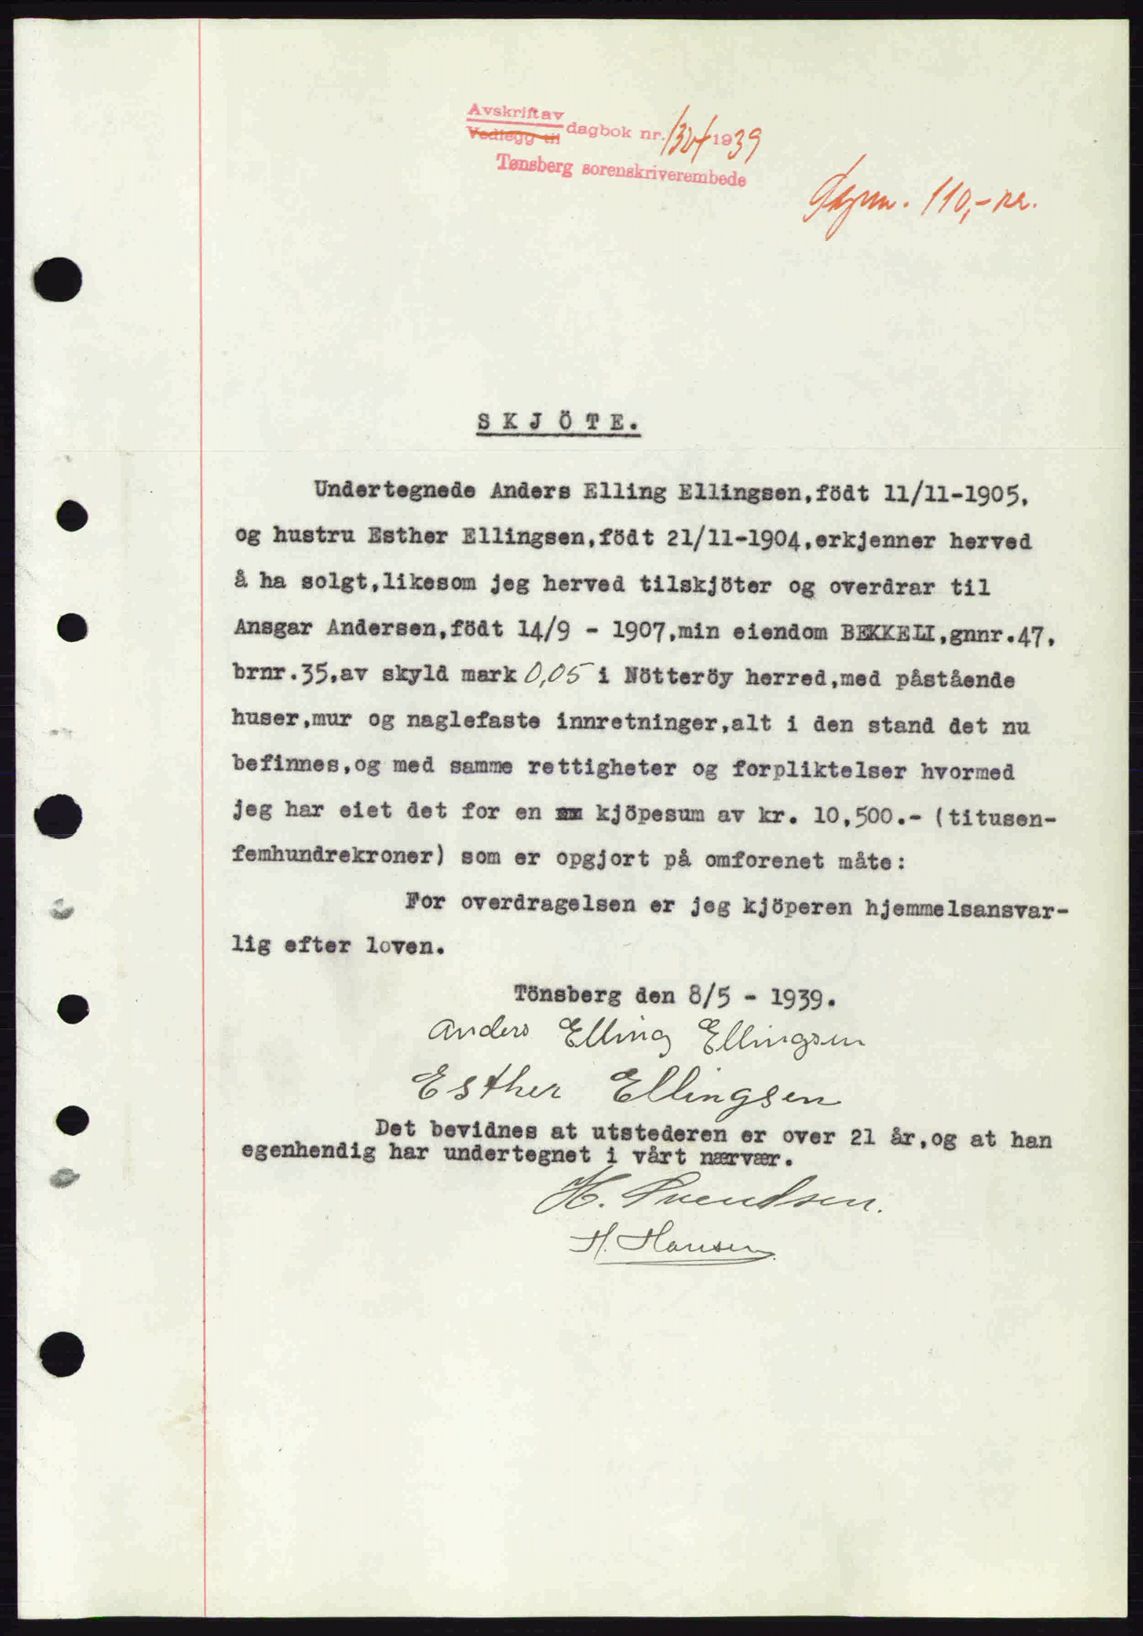 Avskrift av
Vedlegg til dagbok nr. 1324 1939
Tønsberg sorenskriverembede
110,-
SKJÖTE.
Undertegnede Anders Elling Ellingsen,födt 11/11-1905,
og hustru Esther Ellingsen,födt 21/11-1904,erkjenner herved
å ha solgt,likesom jeg herved tilskjöter og overdrar til
Ansgar Andersen,födt 14/9 - 1907,min eiendom BEKKELI,gnnr.47,
brnr.35,av skyld mark 0,05 i Nötteröy herred,med påstående
huser,mur og naglefaste innretninger,alt i den stand det nu
befinnes,og med samme rettigheter og forpliktelser hvormed
jeg har eiet det for en kjöpesum av kr. 10,500.- (titusen-
femhundrekroner) som er opgjort på omforenet måte:
For overdragelsen er jeg kjöperen hjemmelsansvar-
lig efter loven.
Tönsberg den 8/5 - 1939.
Anders Elling Ellingsen
Esther Ellingsen
Det bevidnes at utstederen er over 21 år,og at han
egenhendig har undertegnet i vårt nærvær.
H. Svendsen.
H. Hansen